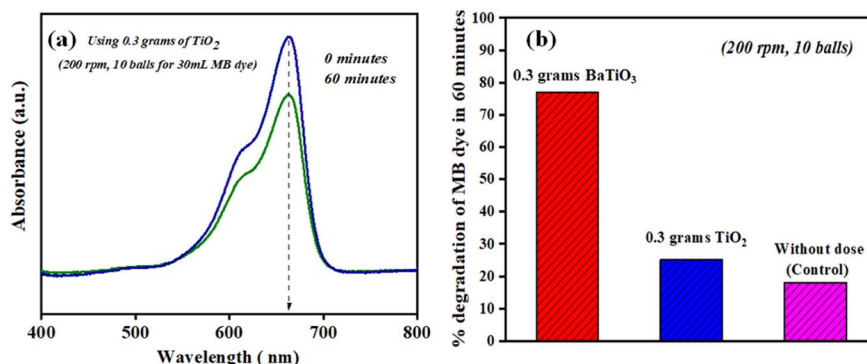 (a)
Using 0.3 grams of TiO₂
(200 rpm, 10 balls for 30mL MB dye)
0 minutes
60 minutes
Absorbance (a.u.)
400
500
600
700
800
Wavelength ( nm)
(b)
(200 rpm, 10 balls)
% degradation of MB dye in 60 minutes
100
90
80
70
60
50
40
30
20
10
0
0.3 grams BaTiO₃
0.3 grams TiO₂
Without dose
(Control)